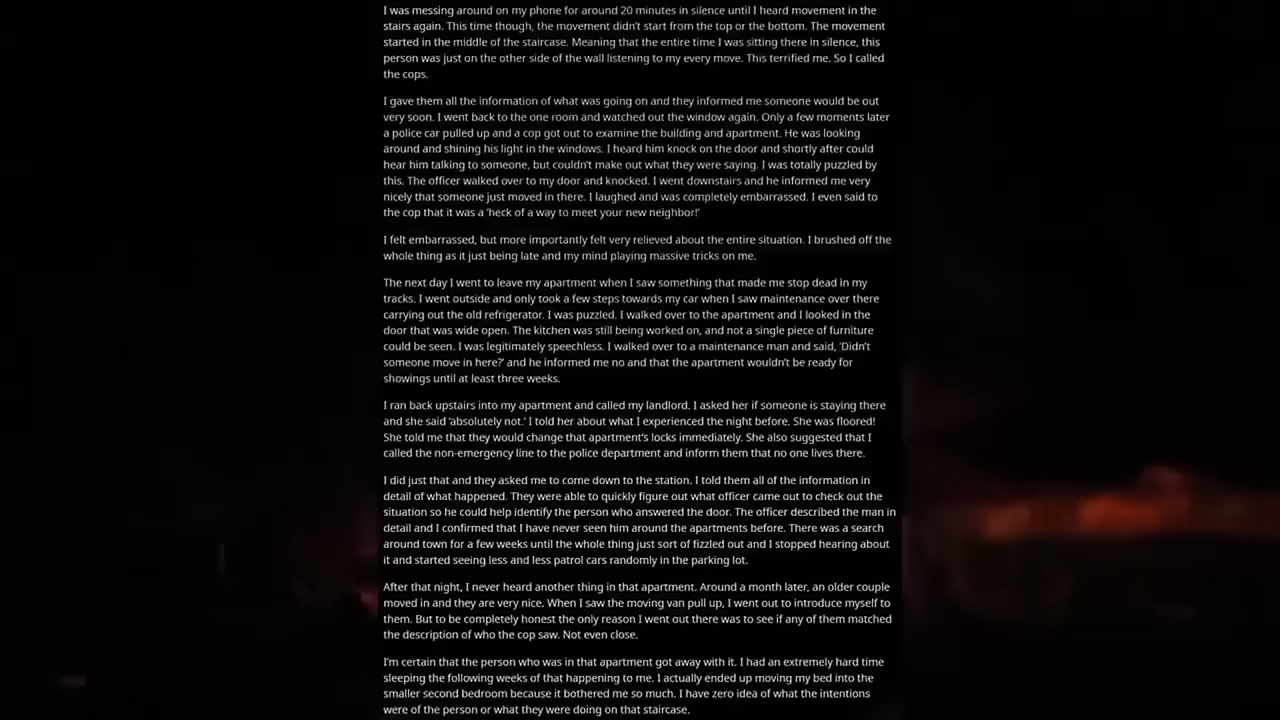 I was messing around on my phone for around 20 minutes in silence until I heard movement in the
stairs again. This time though, the movement didn't start from the top or the bottom. The movement
started in the middle of the staircase. Meaning that the entire time I was sitting there in silence, this
person was just on the other side of the wall listening to my every move. This terrified me. So I called
the cops.
I gave them all the information of what was going on and they informed me someone would be out
very soon. I went back to the one room and watched out the window again. Only a few moments later
a police car pulled up and a cop got out to examine the building and apartment. He was looking
around and shining his light in the windows. I heard him knock on the door and shortly after could
hear him talking to someone, but couldn't make out what they were saying. I was totally puzzled by
this. The officer walked over to my door and knocked. I went downstairs and he informed me very
nicely that someone just moved in there. I laughed and was completely embarrassed. I even said to
the cop that it was a 'heck of a way to meet your new neighbor!'
I felt embarrassed, but more importantly felt very relieved about the entire situation. I brushed off the
whole thing as it just being late and my mind playing massive tricks on me.
The next day I went to leave my apartment when I saw something that made me stop dead in my
tracks. I went outside and only took a few steps towards my car when I saw maintenance over there
carrying out the old refrigerator. I was puzzled. I walked over to the apartment and I looked in the
door that was wide open. The kitchen was still being worked on, and not a single piece of furniture
could be seen. I was legitimately speechless. I walked over to a maintenance man and said, 'Didn't
someone move in here?' and he informed me no and that the apartment wouldn't be ready for
showings until at least three weeks.
I ran back upstairs into my apartment and called my landlord. I asked her if someone is staying there
and she said 'absolutely not.' I told her about what I experienced the night before. She was floored!
She told me that they would change that apartment's locks immediately. She also suggested that I
called the non-emergency line to the police department and inform them that no one lives there.
I did just that and they asked me to come down to the station. I told them all of the information in
detail of what happened. They were able to quickly figure out what officer came out to check out the
situation so he could help identify the person who answered the door. The officer described the man in
detail and I confirmed that I have never seen him around the apartments before. There was a search
around town for a few weeks until the whole thing just sort of fizzled out and I stopped hearing about
it and started seeing less and less patrol cars randomly in the parking lot.
After that night, I never heard another thing in that apartment. Around a month later, an older couple
moved in and they are very nice. When I saw the moving van pull up, I went out to introduce myself to
them. But to be completely honest the only reason I went out there was to see if any of them matched
the description of who the cop saw. Not even close.
I'm certain that the person who was in that apartment got away with it. I had an extremely hard time
sleeping the following weeks of that happening to me. I actually ended up moving my bed into the
smaller second bedroom because it bothered me so much. I have zero idea of what the intentions
were of the person or what they were doing on that staircase.